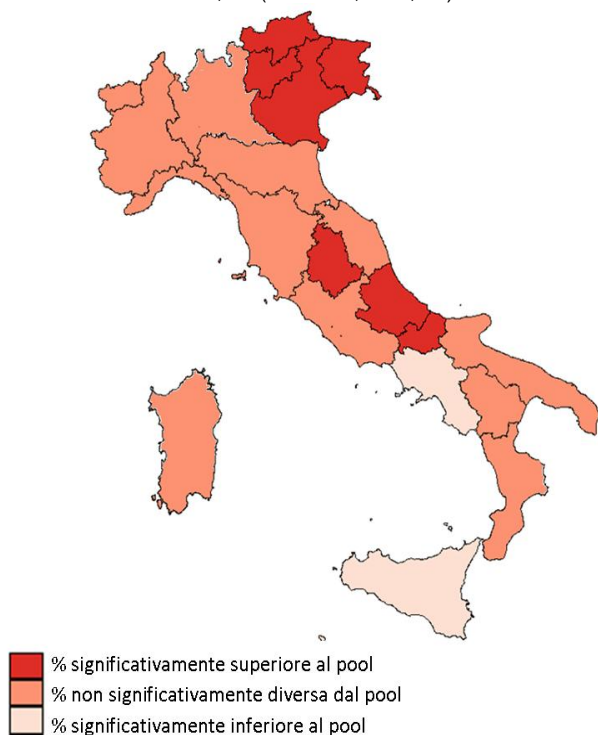 % significativamente superiore al pool
% non significativamente diversa dal pool
% significativamente inferiore al pool